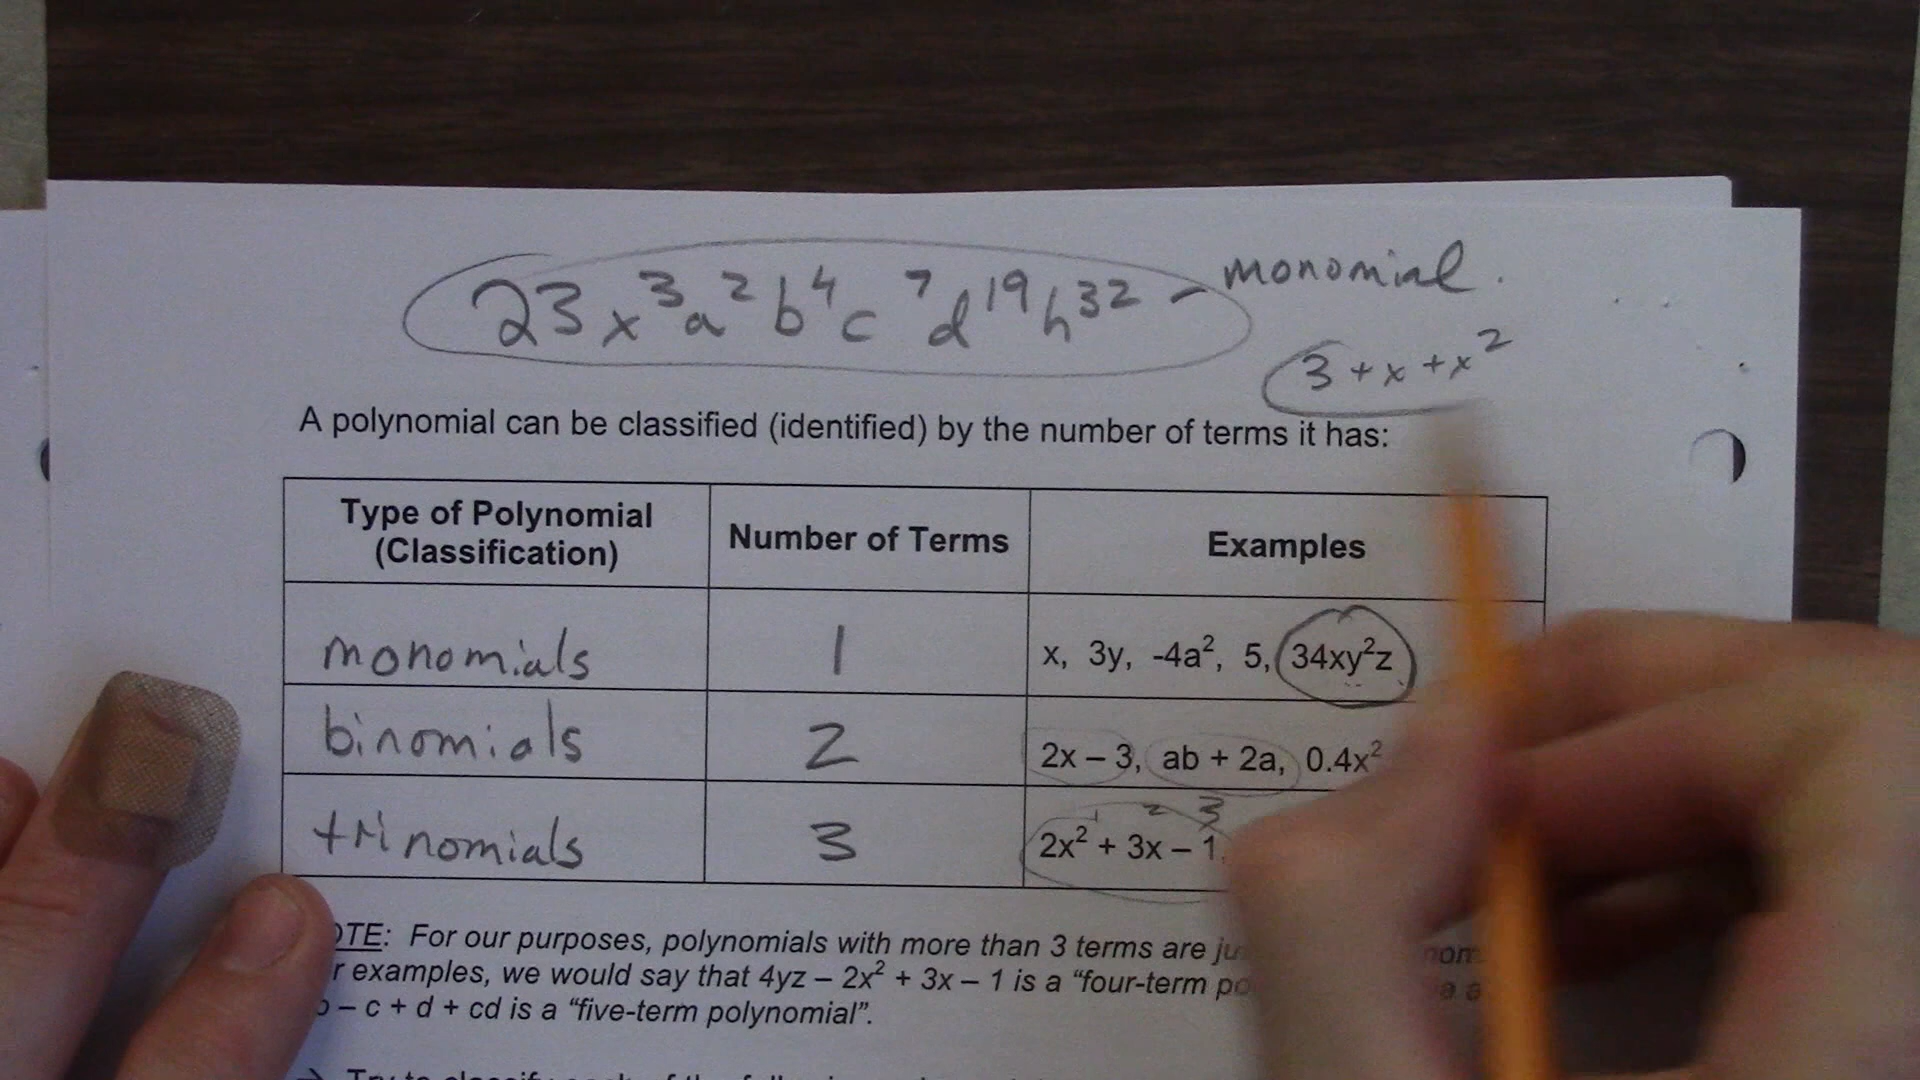 23x³a²b⁴c⁷d¹⁹h³² - monomial.
3 + x + x²
A polynomial can be classified (identified) by the number of terms it has:
Type of Polynomial
(Classification)
Number of Terms
Examples
monomials
1
x, 3y, -4a², 5, 34xy²z
binomials
2
2x – 3, ab + 2a, 0.4x²
trinomials
3
1 2 3
2x² + 3x – 1,
TE: For our purposes, polynomials with more than 3 terms are
r examples, we would say that 4yz – 2x² + 3x – 1 is a “four-term
– c + d + cd is a “five-term polynomial”.